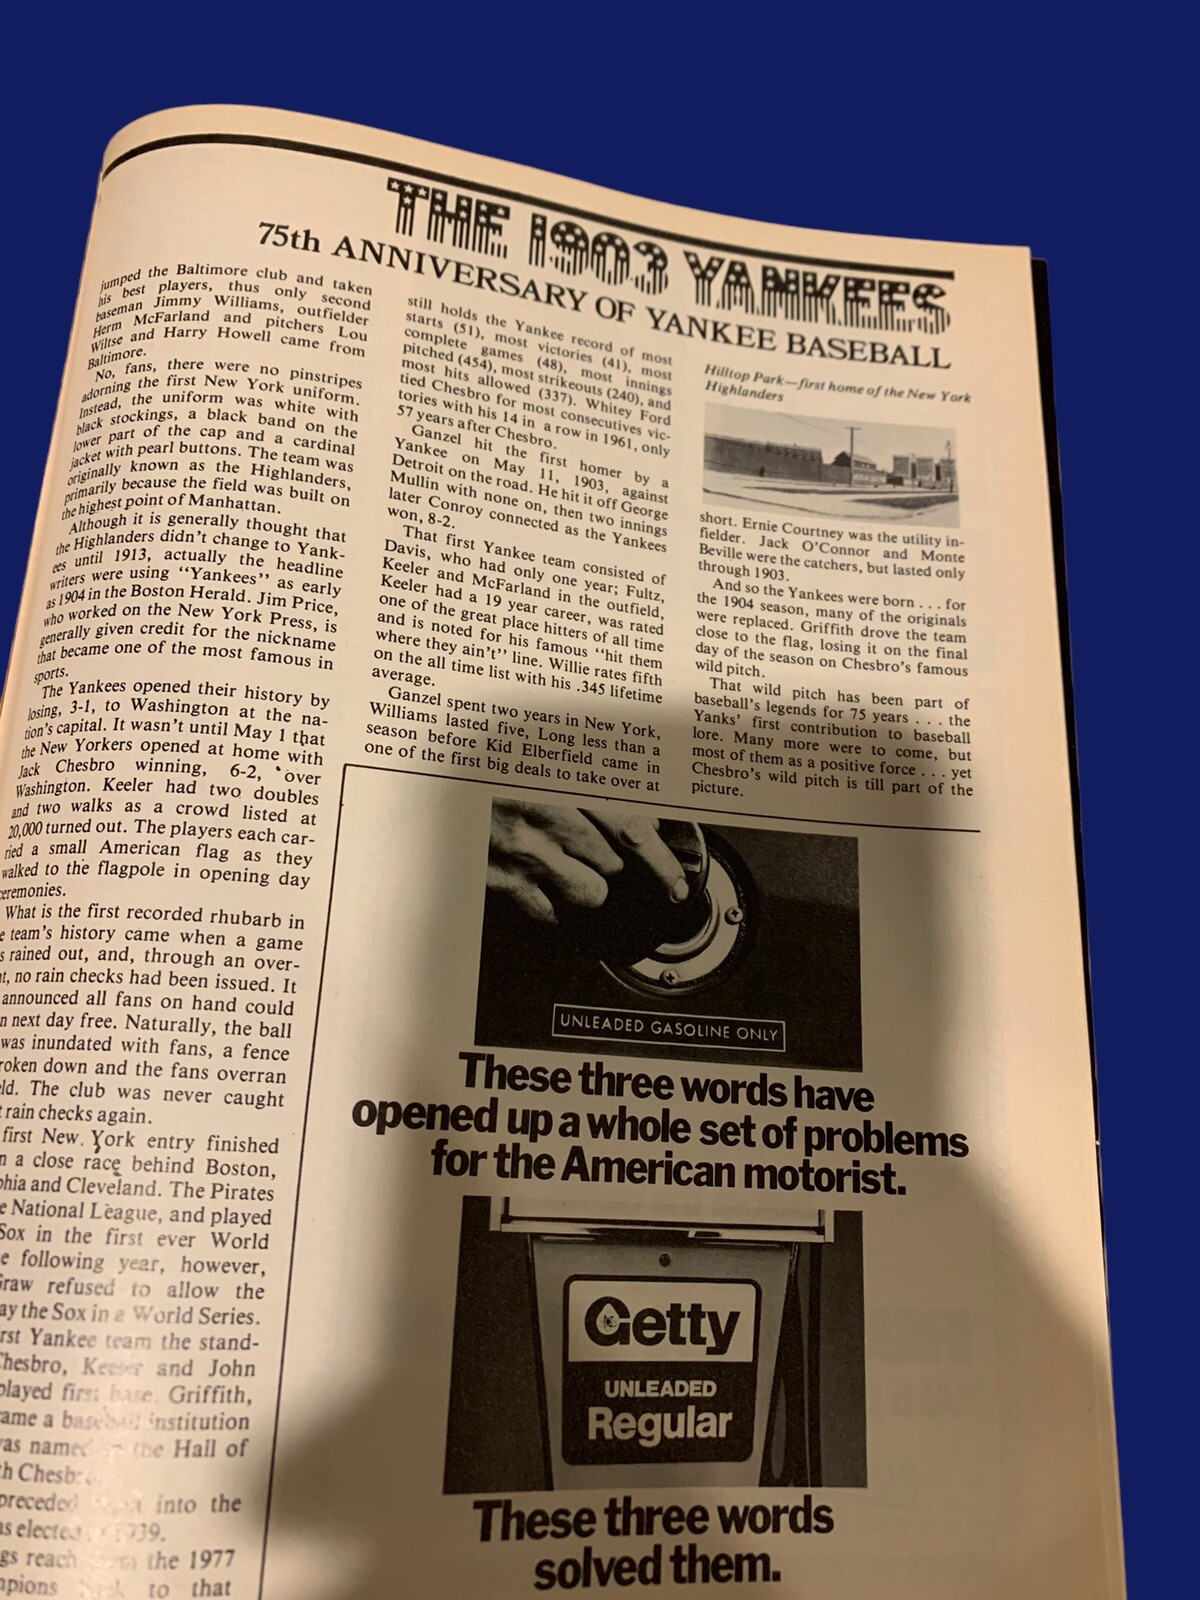 THE 1903 YANKEES
75th ANNIVERSARY OF YANKEE BASEBALL
jumped the Baltimore club and taken
his best players, thus only second
baseman Jimmy Williams, outfielder
Herm McFarland and pitchers Lou
Wiltse and Harry Howell came from
Baltimore.
No, fans, there were no pinstripes
adorning the first New York uniform.
Instead, the uniform was white with
black stockings, a black band on the
lower part of the cap and a cardinal
jacket with pearl buttons. The team was
originally known as the Highlanders,
primarily because the field was built on
the highest point of Manhattan.
Although it is generally thought that
the Highlanders didn't change to Yank-
ees until 1913, actually the headline
writers were using "Yankees" as early
as 1904 in the Boston Herald. Jim Price,
who worked on the New York Press, is
generally given credit for the nickname
that became one of the most famous in
sports.
The Yankees opened their history by
losing, 3-1, to Washington at the na-
tion's capital. It wasn't until May 1 that
the New Yorkers opened at home with
Jack Chesbro winning, 6-2, over
Washington. Keeler had two doubles
and two walks as a crowd listed at
20,000 turned out. The players each car-
ried a small American flag as they
walked to the flagpole in opening day
ceremonies.
What is the first recorded rhubarb in
team's history came when a game
rained out, and, through an over-
no rain checks had been issued. It
announced all fans on hand could
next day free. Naturally, the ball
was inundated with fans, a fence
down and the fans overran
The club was never caught
rain checks again.
first New York entry finished
a close race behind Boston,
and Cleveland. The Pirates
National League, and played
Sox in the first ever World
following year, however,
refused to allow the
the Sox in a World Series.
Yankee team the stand-
Chesbro, Keeler and John
played first base. Griffith,
a baseball institution
named the Hall of
preceded into the
elected
reach the 1977
to that
still holds the Yankee record of most
starts (51), most victories (41), most
complete games (48), most innings
pitched (454), most strikeouts (240), and
most hits allowed (337). Whitey Ford
tied Chesbro for most consecutives vic-
tories with his 14 in a row in 1961, only
57 years after Chesbro.
Ganzel hit the first homer by a
Yankee on May 11, 1903, against
Detroit on the road. He hit it off George
Mullin with none on, then two innings
later Conroy connected as the Yankees
won, 8-2.
That first Yankee team consisted of
Davis, who had only one year; Fultz,
Keeler and McFarland in the outfield,
Keeler had a 19 year career, was rated
one of the great place hitters of all time
and is noted for his famous "hit them
where they ain't" line. Willie rates fifth
on the all time list with his .345 lifetime
average.
Ganzel spent two years in New York,
Williams lasted five, Long less than a
season before Kid Elberfield came in
one of the first big deals to take over at
Hilltop Park—first home of the New York
Highlanders
short. Ernie Courtney was the utility in-
fielder. Jack O'Connor and Monte
Beville were the catchers, but lasted only
through 1903.
And so the Yankees were born . . . for
the 1904 season, many of the originals
were replaced. Griffith drove the team
close to the flag, losing it on the final
day of the season on Chesbro's famous
wild pitch.
That wild pitch has been part of
baseball's legends for 75 years . . . the
Yanks' first contribution to baseball
lore. Many more were to come, but
most of them as a positive force . . . yet
Chesbro's wild pitch is till part of the
picture.
UNLEADED GASOLINE ONLY
These three words have
opened up a whole set of problems
for the American motorist.
Getty
UNLEADED
Regular
These three words
solved them.